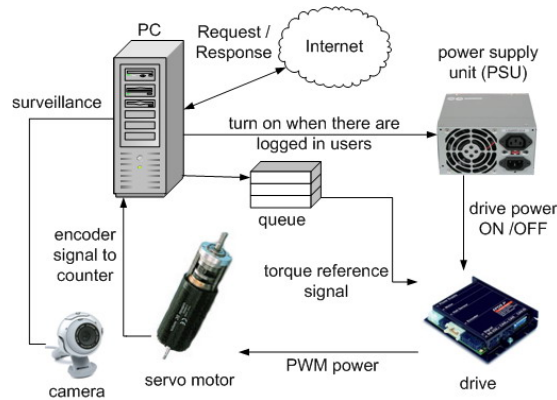 PC
Request /
Response
Internet
power supply
unit (PSU)
surveillance
turn on when there are
logged in users
queue
drive power
ON /OFF
encoder
signal to
counter
torque reference
signal
PWM power
camera
servo motor
drive